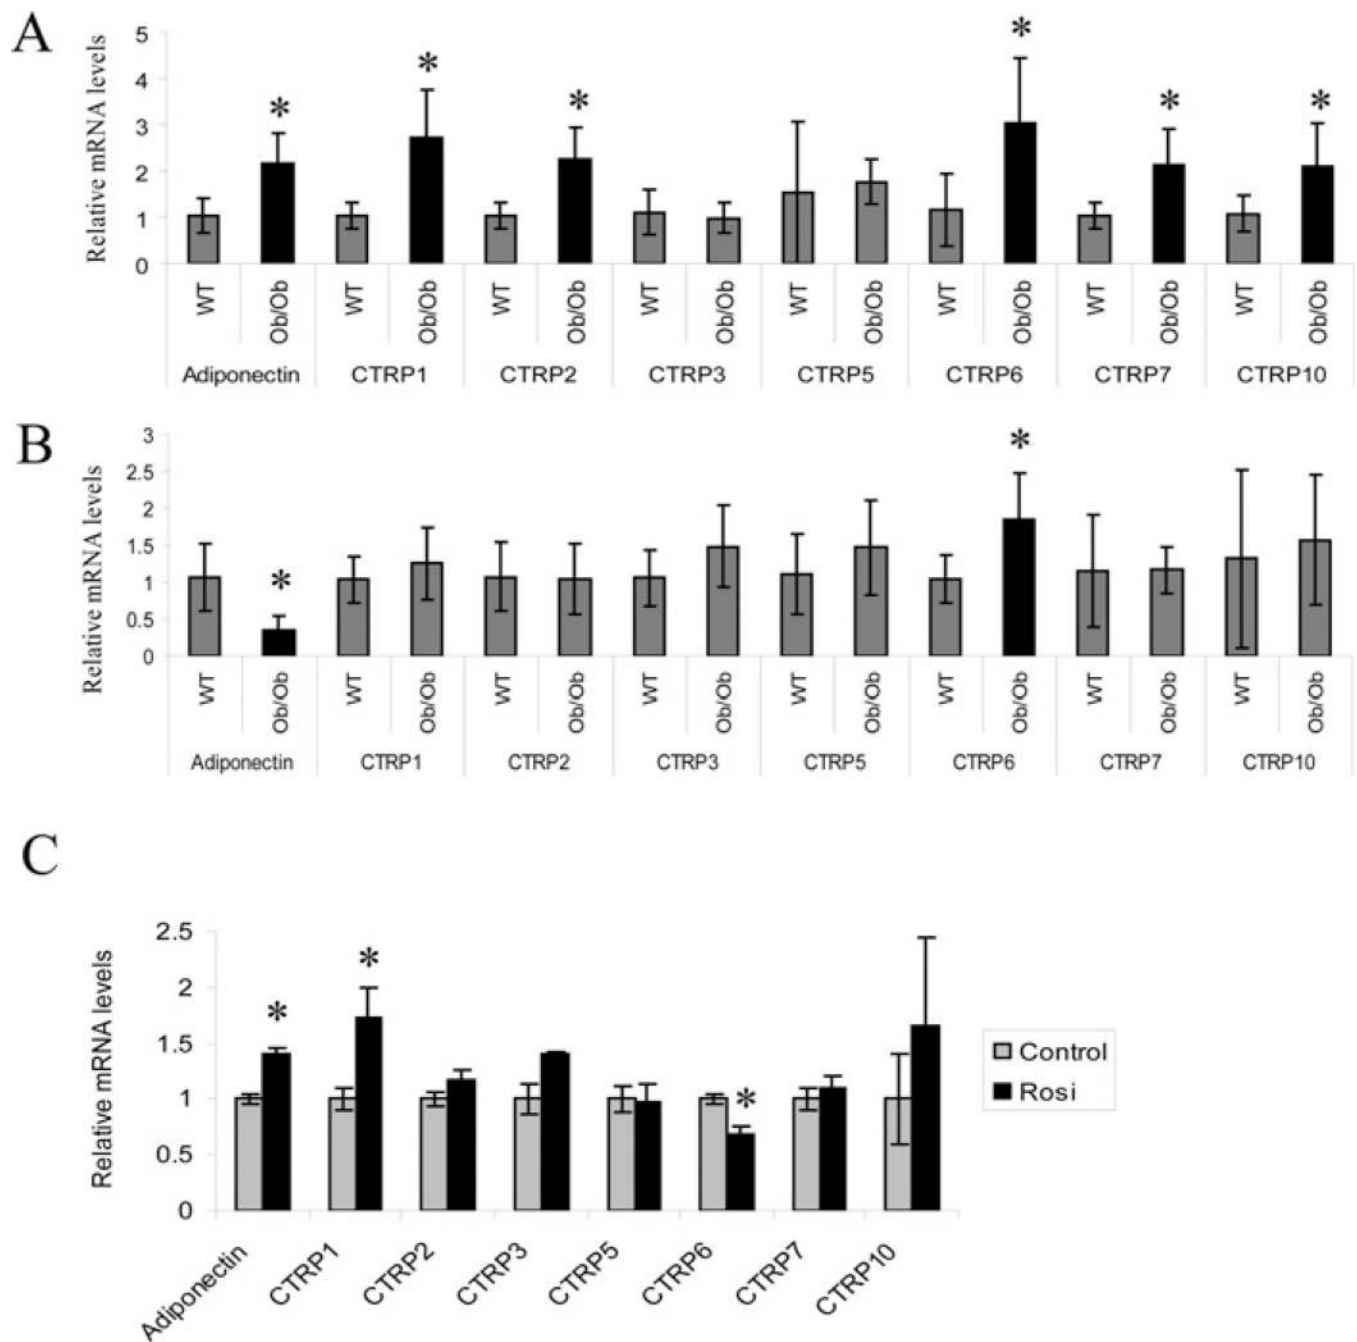 A
Relative mRNA levels
5
4
3
2
1
0
* * * * * *
WT Ob/Ob WT Ob/Ob WT Ob/Ob WT Ob/Ob WT Ob/Ob WT Ob/Ob WT Ob/Ob WT Ob/Ob
Adiponectin CTRP1 CTRP2 CTRP3 CTRP5 CTRP6 CTRP7 CTRP10
B
Relative mRNA levels
3
2.5
2
1.5
1
0.5
0
* *
WT Ob/Ob WT Ob/Ob WT Ob/Ob WT Ob/Ob WT Ob/Ob WT Ob/Ob WT Ob/Ob WT Ob/Ob
Adiponectin CTRP1 CTRP2 CTRP3 CTRP5 CTRP6 CTRP7 CTRP10
C
Relative mRNA levels
2.5
2
1.5
1
0.5
0
* * *
Adiponectin CTRP1 CTRP2 CTRP3 CTRP5 CTRP6 CTRP7 CTRP10
Control
Rosi